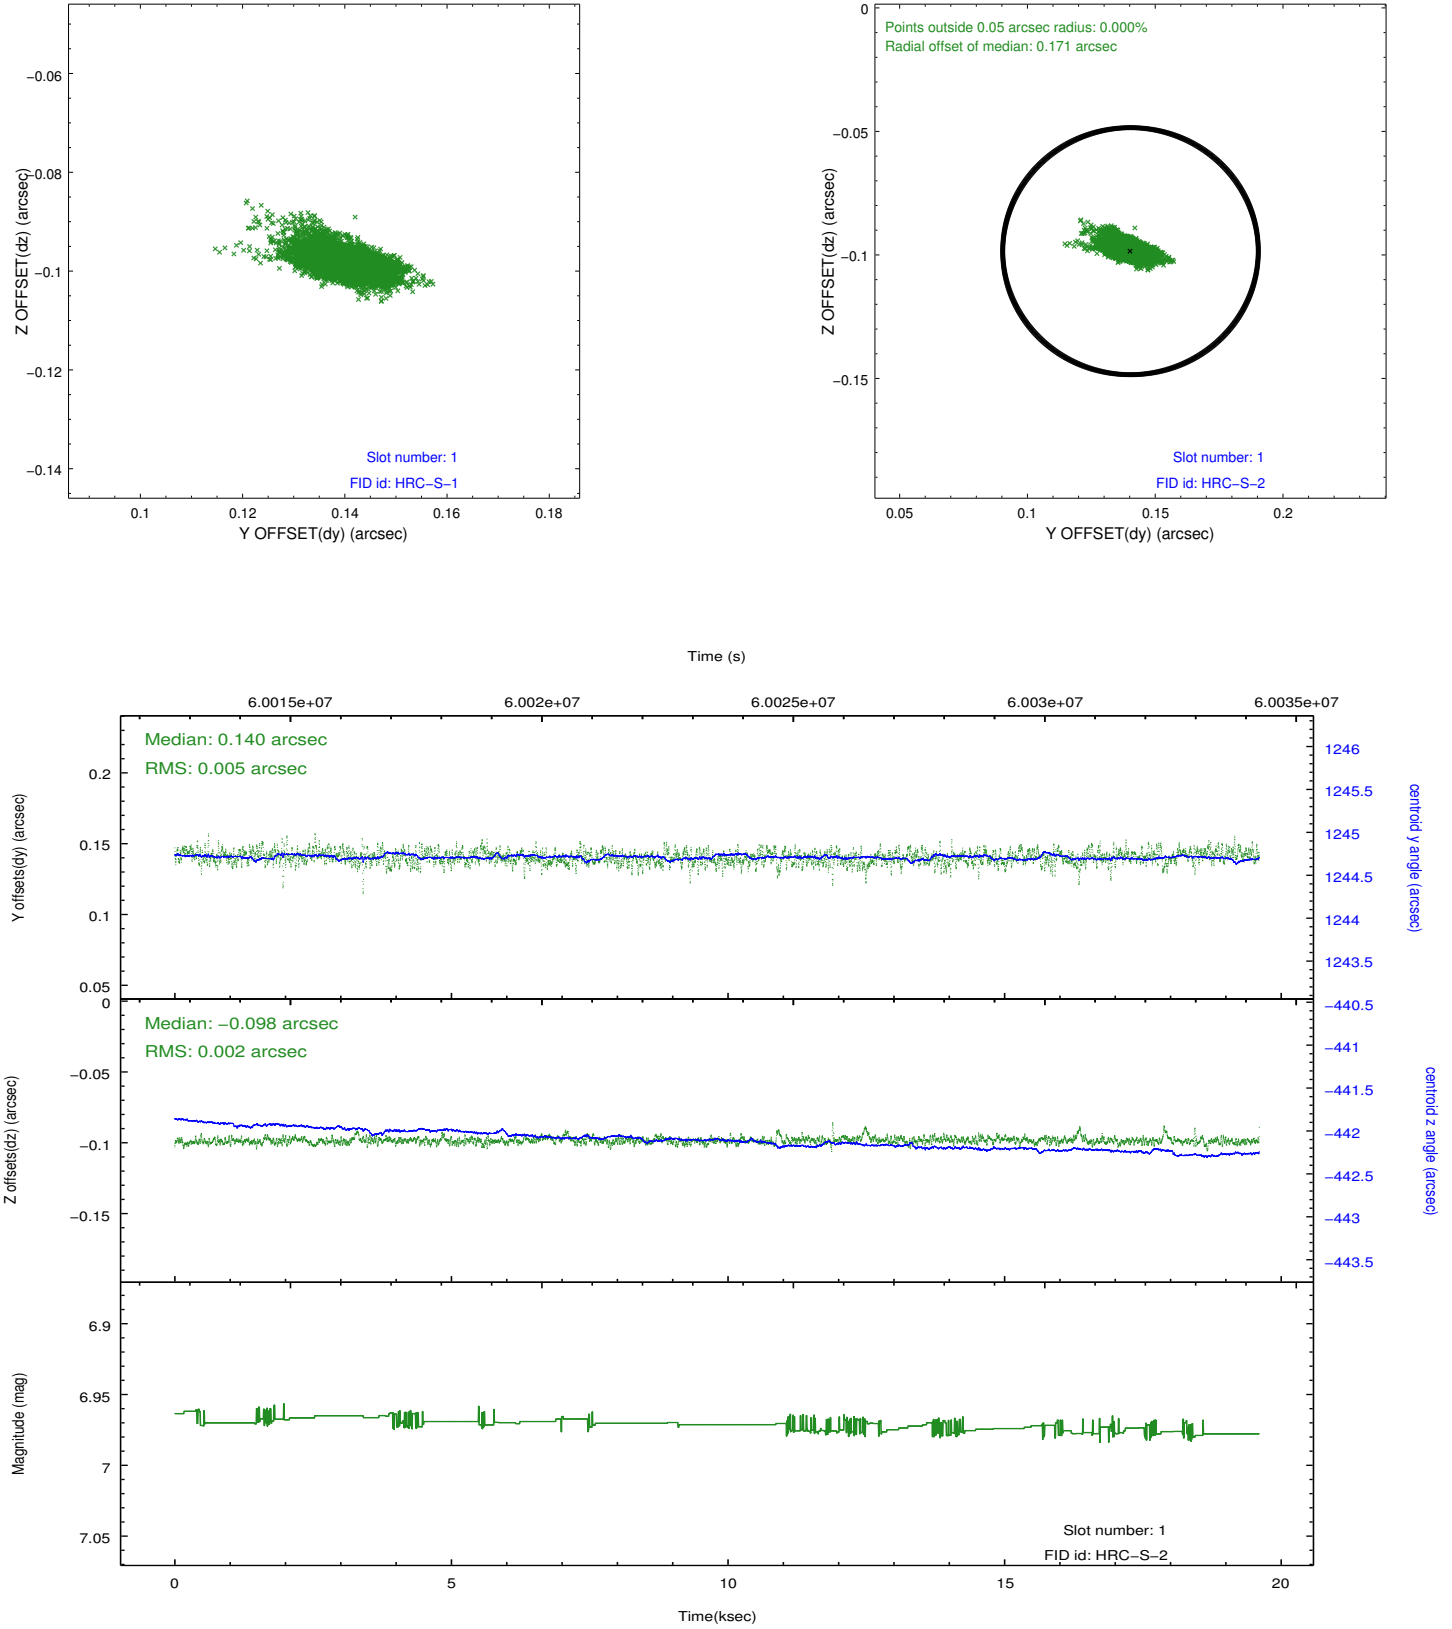 −0.06
−0.08
−0.1
−0.12
−0.14
Z OFFSET(dz) (arcsec)
Slot number: 1
FID id: HRC−S−1
0.1
0.12
0.14
0.16
0.18
Y OFFSET(dy) (arcsec)
Points outside 0.05 arcsec radius: 0.000%
Radial offset of median: 0.171 arcsec
0
−0.05
−0.1
−0.15
Z OFFSET(dz) (arcsec)
Slot number: 1
FID id: HRC−S−2
0.05
0.1
0.15
0.2
Y OFFSET(dy) (arcsec)
Time (s)
6.0015e+07
6.002e+07
6.0025e+07
6.003e+07
6.0035e+07
Median: 0.140 arcsec
RMS: 0.005 arcsec
0.2
0.15
0.1
0.05
Y offsets(dy) (arcsec)
1246
1245.5
1245
1244.5
1244
1243.5
centroid y angle (arcsec)
Median: −0.098 arcsec
RMS: 0.002 arcsec
0
−0.05
−0.1
−0.15
Z offsets(dz) (arcsec)
−440.5
−441
−441.5
−442
−442.5
−443
−443.5
centroid z angle (arcsec)
6.9
6.95
7
7.05
Magnitude (mag)
Slot number: 1
FID id: HRC−S−2
0
5
10
15
20
Time(ksec)